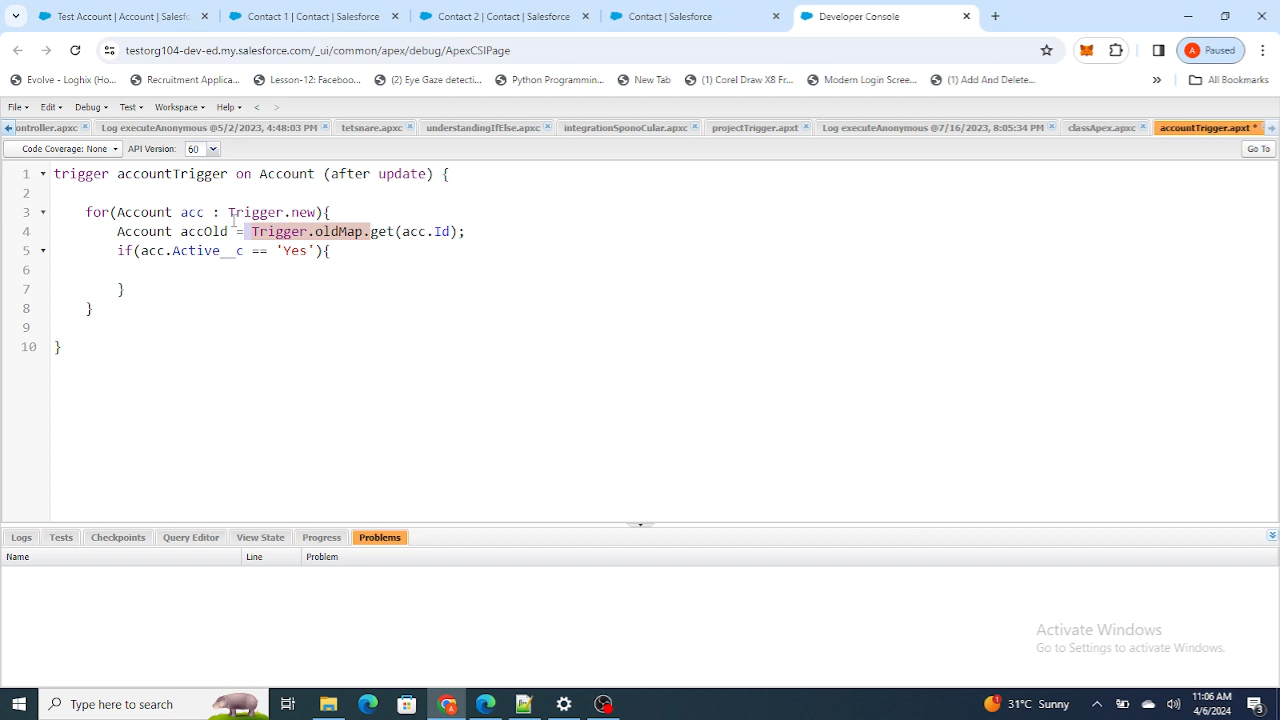 Test Account | Account | Salesf
Contact 1 | Contact | Salesforce
Contact 2 | Contact | Salesforce
Contact | Salesforce
Developer Console
testorg104-dev-ed.my.salesforce.com/_ui/common/apex/debug/ApexCSIPage
Paused
Evolve - Loghix (Ho...
Recruitment Applica...
Lesson-12: Faceboo...
(2) Eye Gaze detecti...
Python Programmin...
New Tab
(1) Corel Draw X8 Fr...
Modern Login Scree...
(1) Add And Delete...
All Bookmarks
File Edit Debug Test Workspace Help < >
ontroller.apxc
Log executeAnonymous @5/2/2023, 4:48:03 PM
tetsnare.apxc
understandingIfElse.apxc
integrationSponoCular.apxc
projectTrigger.apxt
Log executeAnonymous @7/16/2023, 8:05:34 PM
classApex.apxc
accountTrigger.apxt *
Code Coverage: None API Version: 60 Go To
1 trigger accountTrigger on Account (after update) {
2
3 for(Account acc : Trigger.new){
4 Account accOld = Trigger.oldMap.get(acc.Id);
5 if(acc.Active__c == 'Yes'){
6
7 }
8 }
9
10 }
Logs Tests Checkpoints Query Editor View State Progress Problems
Name Line Problem
Activate Windows
Go to Settings to activate Windows.
Type here to search
31°C Sunny
11:06 AM
4/6/2024
3